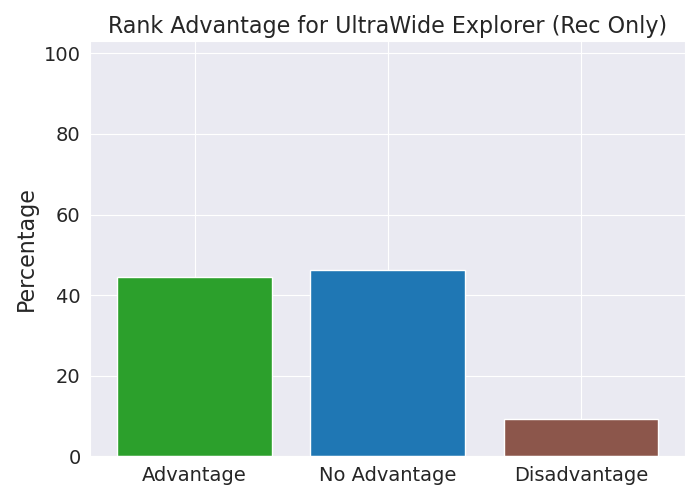 Rank Advantage for UltraWide Explorer (Rec Only)
100
80
60
40
20
0
Percentage
Advantage
No Advantage
Disadvantage